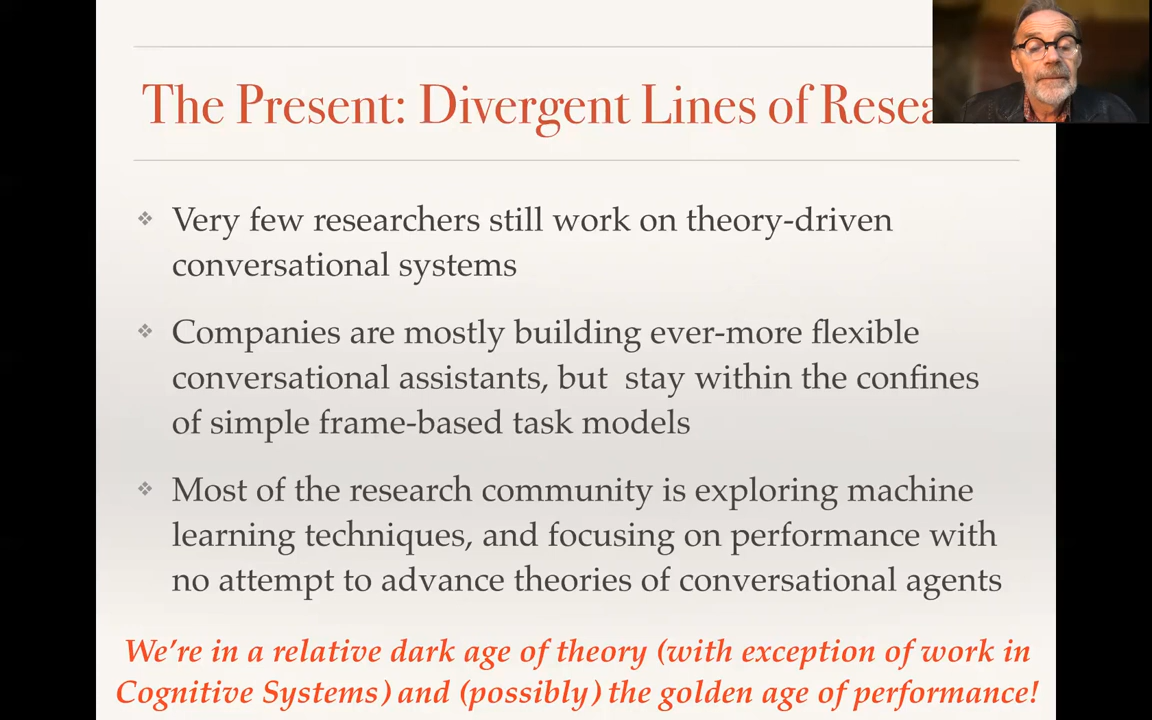 The Present: Divergent Lines of
Very few researchers still work on theory-driven
conversational systems
Companies are mostly building ever-more flexible
conversational assistants, but stay within the confines
of simple frame-based task models
Most of the research community is exploring machine
learning techniques, and focusing on performance with
no attempt to advance theories of conversational agents
We're in a relative dark age of theory (with exception of work in
Cognitive Systems) and (possibly) the golden age of performance!